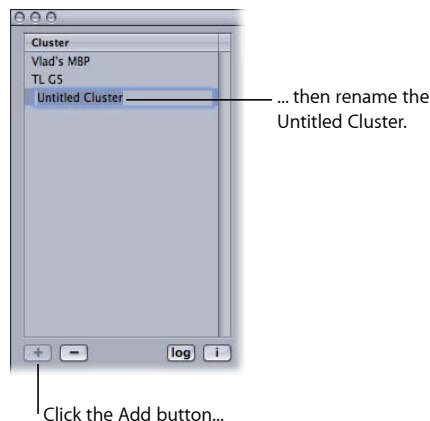 Cluster
Vlad's MBP
TL G5
Untitled Cluster
... then rename the
Untitled Cluster.
+ − log i
Click the Add button...